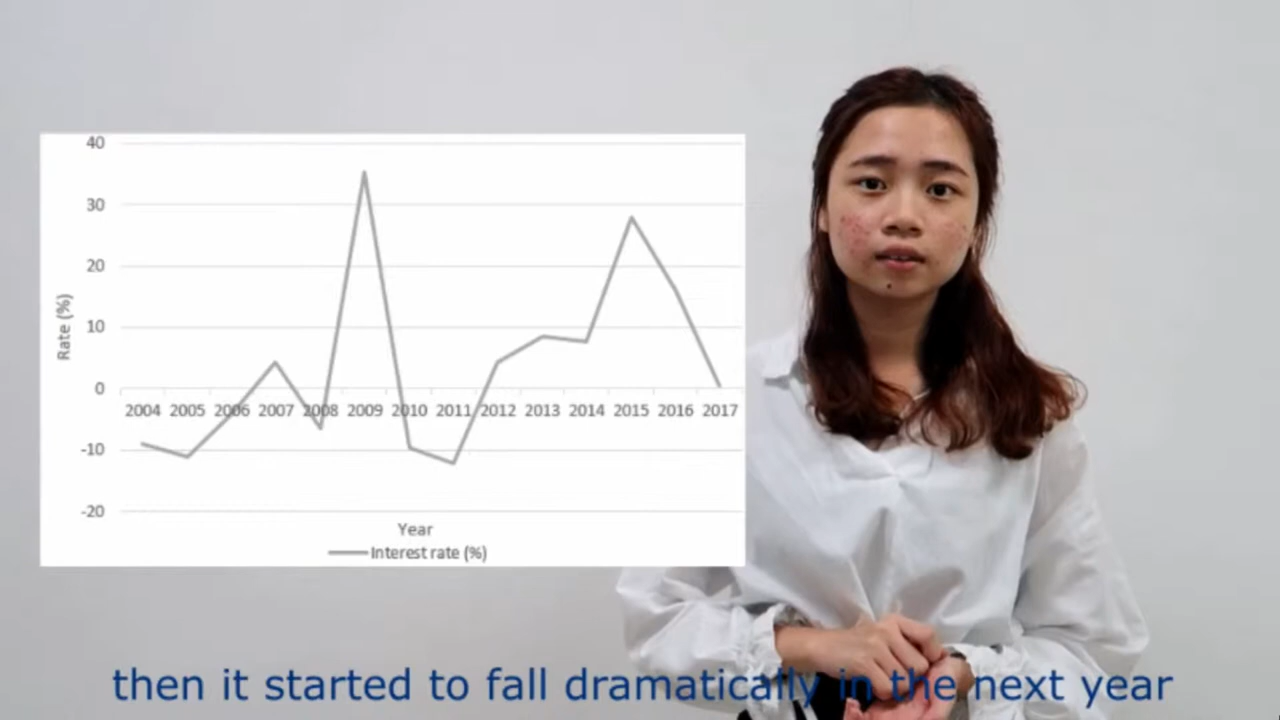 40
30
20
10
0
-10
-20
Rate (%)
2004 2005 2006 2007 2008 2009 2010 2011 2012 2013 2014 2015 2016 2017
Year
Interest rate (%)
then it started to fall dramatically in the next year